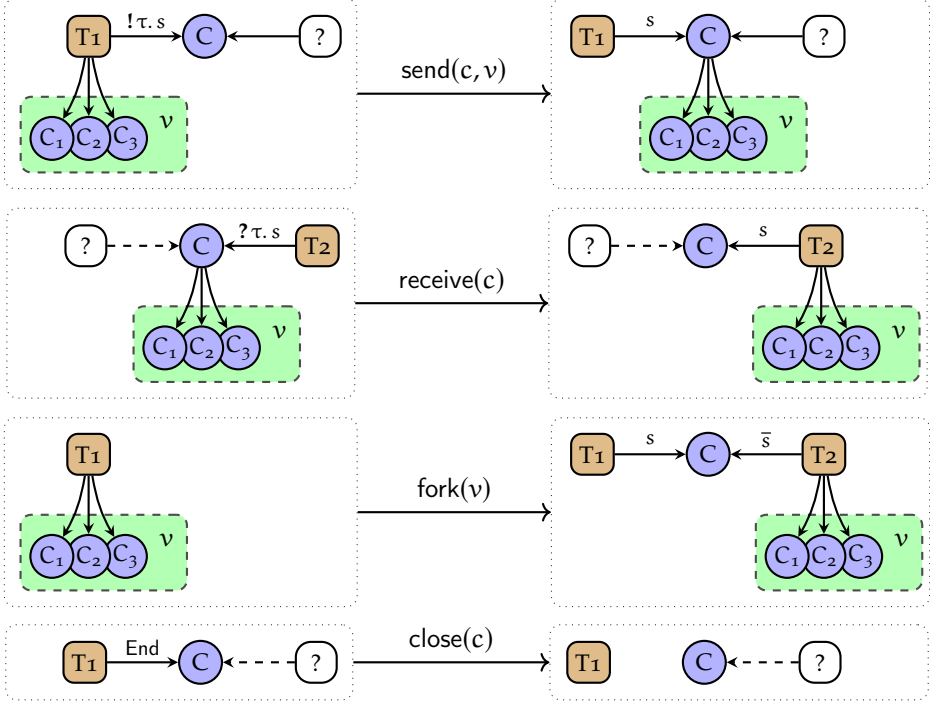 T1 !τ.s C ?
C₁ C₂ C₃ v
send(c, v)
T1 s C ?
C₁ C₂ C₃ v
? C ?τ.s T2
C₁ C₂ C₃ v
receive(c)
? C s T2
C₁ C₂ C₃ v
T1
C₁ C₂ C₃ v
fork(v)
T1 s C s̅ T2
C₁ C₂ C₃ v
T1 End C ?
close(c)
T1 C ?